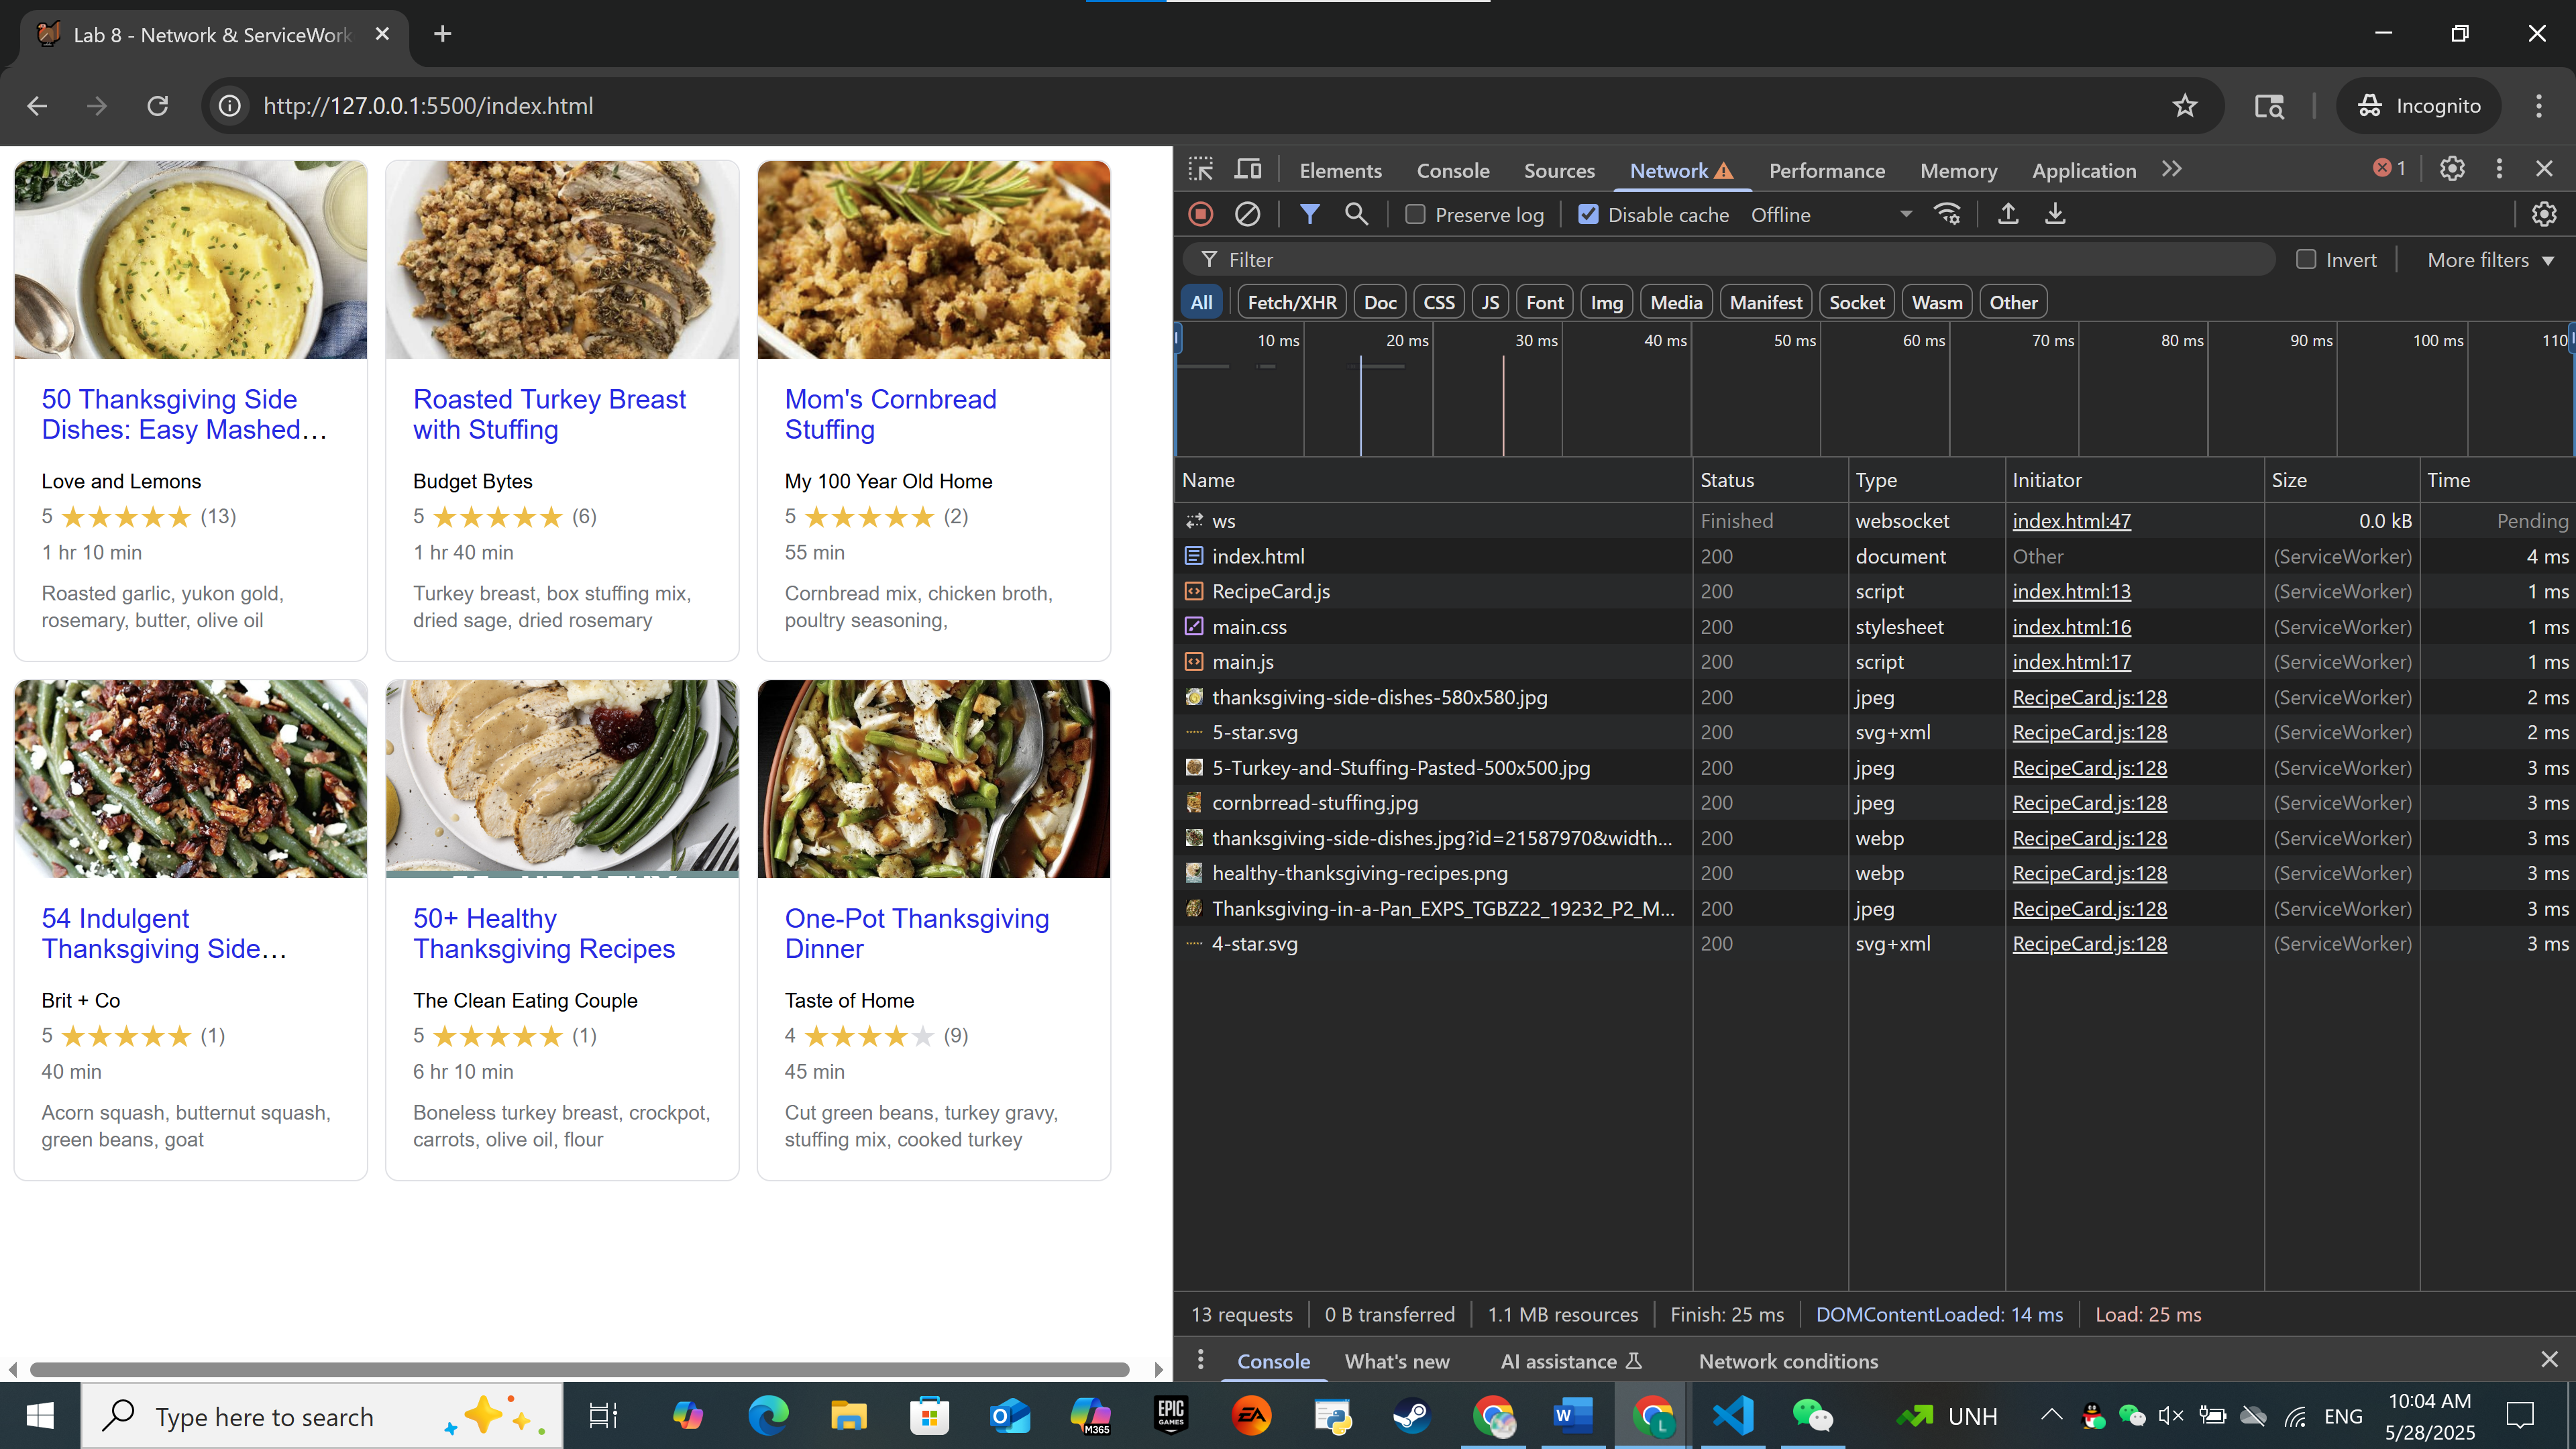 Lab 8 - Network & ServiceWork
http://127.0.0.1:5500/index.html
Incognito
50 Thanksgiving Side
Dishes: Easy Mashed…
Love and Lemons
5 (13)
1 hr 10 min
Roasted garlic, yukon gold,
rosemary, butter, olive oil
Roasted Turkey Breast
with Stuffing
Budget Bytes
5 (6)
1 hr 40 min
Turkey breast, box stuffing mix,
dried sage, dried rosemary
Mom's Cornbread
Stuffing
My 100 Year Old Home
5 (2)
55 min
Cornbread mix, chicken broth,
poultry seasoning,
54 Indulgent
Thanksgiving Side…
Brit + Co
5 (1)
40 min
Acorn squash, butternut squash,
green beans, goat
50+ Healthy
Thanksgiving Recipes
The Clean Eating Couple
5 (1)
6 hr 10 min
Boneless turkey breast, crockpot,
carrots, olive oil, flour
One-Pot Thanksgiving
Dinner
Taste of Home
4 (9)
45 min
Cut green beans, turkey gravy,
stuffing mix, cooked turkey
Elements Console Sources Network Performance Memory Application 1
Preserve log Disable cache Offline
Filter Invert More filters
All Fetch/XHR Doc CSS JS Font Img Media Manifest Socket Wasm Other
10 ms 20 ms 30 ms 40 ms 50 ms 60 ms 70 ms 80 ms 90 ms 100 ms 110
Name Status Type Initiator Size Time
ws Finished websocket index.html:47 0.0 kB Pending
index.html 200 document Other (ServiceWorker) 4 ms
RecipeCard.js 200 script index.html:13 (ServiceWorker) 1 ms
main.css 200 stylesheet index.html:16 (ServiceWorker) 1 ms
main.js 200 script index.html:17 (ServiceWorker) 1 ms
thanksgiving-side-dishes-580x580.jpg 200 jpeg RecipeCard.js:128 (ServiceWorker) 2 ms
5-star.svg 200 svg+xml RecipeCard.js:128 (ServiceWorker) 2 ms
5-Turkey-and-Stuffing-Pasted-500x500.jpg 200 jpeg RecipeCard.js:128 (ServiceWorker) 3 ms
cornbrread-stuffing.jpg 200 jpeg RecipeCard.js:128 (ServiceWorker) 3 ms
thanksgiving-side-dishes.jpg?id=21587970&width... 200 webp RecipeCard.js:128 (ServiceWorker) 3 ms
healthy-thanksgiving-recipes.png 200 webp RecipeCard.js:128 (ServiceWorker) 3 ms
Thanksgiving-in-a-Pan_EXPS_TGBZ22_19232_P2_M... 200 jpeg RecipeCard.js:128 (ServiceWorker) 3 ms
4-star.svg 200 svg+xml RecipeCard.js:128 (ServiceWorker) 3 ms
13 requests 0 B transferred 1.1 MB resources Finish: 25 ms DOMContentLoaded: 14 ms Load: 25 ms
Console What's new AI assistance Network conditions
Type here to search
M365
EPIC
GAMES
EA
W
L
UNH
ENG
10:04 AM
5/28/2025